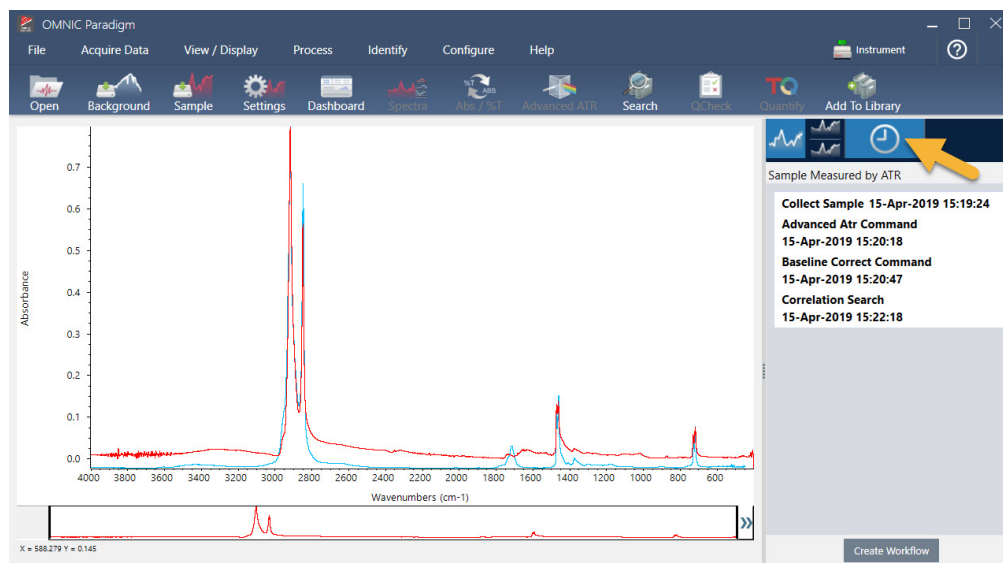 OMNIC Paradigm
File Acquire Data View / Display Process Identify Configure Help Instrument ?
%T ABS TQ
Open Background Sample Settings Dashboard Spectra Abs / %T Advanced ATR Search QCheck Quantify Add To Library
Sample Measured by ATR
Collect Sample 15-Apr-2019 15:19:24
Advanced Atr Command
15-Apr-2019 15:20:18
Baseline Correct Command
15-Apr-2019 15:20:47
Correlation Search
15-Apr-2019 15:22:18
Absorbance
0.7
0.6
0.5
0.4
0.3
0.2
0.1
0.0
4000 3800 3600 3400 3200 3000 2800 2600 2400 2200 2000 1800 1600 1400 1200 1000 800 600
Wavenumbers (cm-1)
X = 588.279 Y = 0.145
Create Workflow